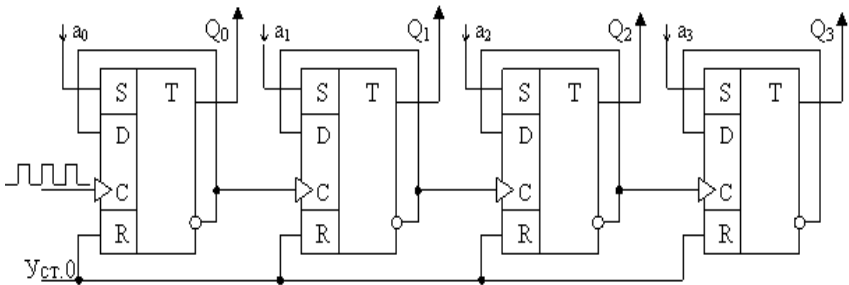 a0 Q0 a1 Q1 a2 Q2 a3 Q3
S T S T S T S T
D D D D
C C C C
R R R R
Уст.0